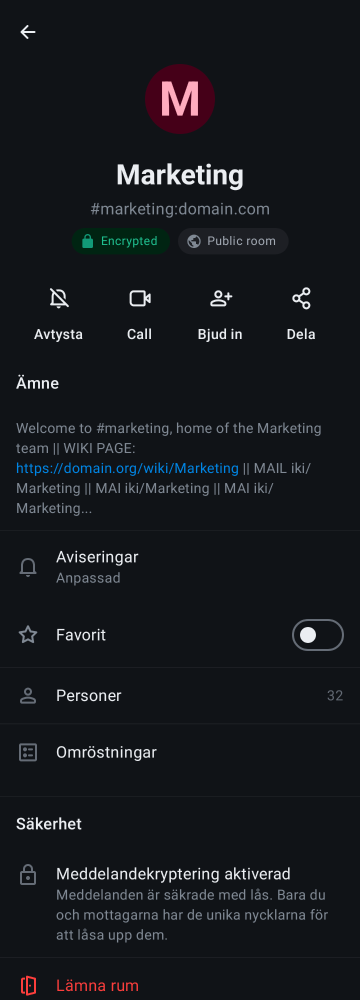 M
Marketing
#marketing:domain.com
Encrypted
Public room
Avtysta
Call
Bjud in
Dela
Ämne
Welcome to #marketing, home of the Marketing
team || WIKI PAGE:
https://domain.org/wiki/Marketing || MAIL iki/
Marketing || MAI iki/Marketing || MAI iki/
Marketing...
Aviseringar
Anpassad
Favorit
Personer
32
Omröstningar
Säkerhet
Meddelandekryptering aktiverad
Meddelanden är säkrade med lås. Bara du
och mottagarna har de unika nycklarna för
att låsa upp dem.
Lämna rum